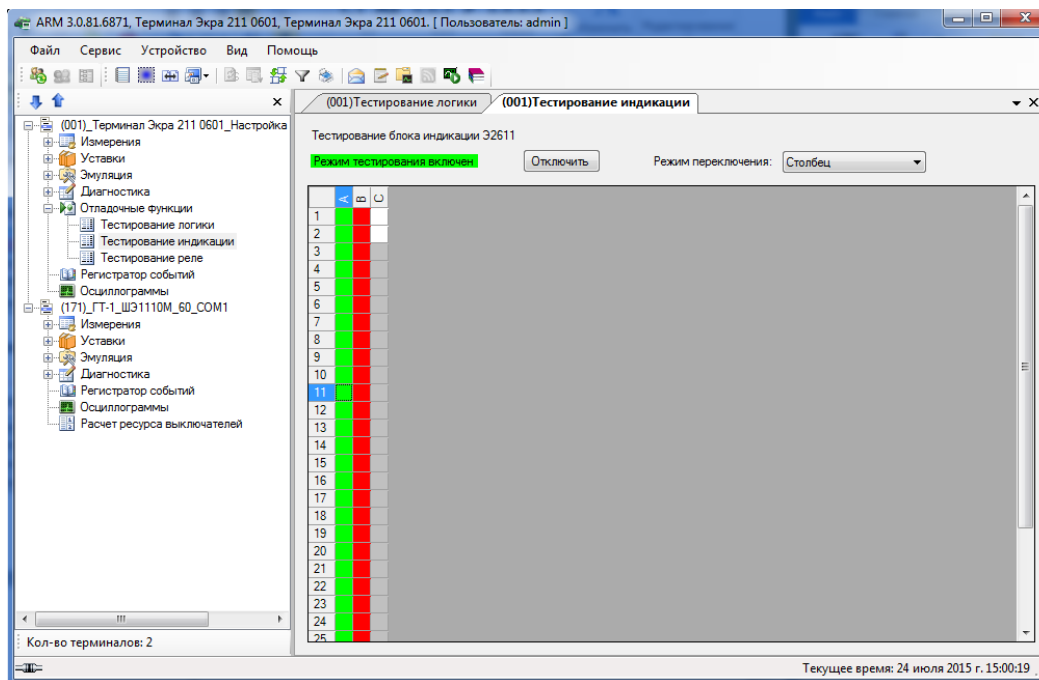 ARM 3.0.81.6871, Терминал Экра 211 0601, Терминал Экра 211 0601. [ Пользователь: admin ]
Файл Сервис Устройство Вид Помощь
(001)_Терминал Экра 211 0601_Настройка
Измерения
Уставки
Эмуляция
Диагностика
Отладочные функции
Тестирование логики
Тестирование индикации
Тестирование реле
Регистратор событий
Осциллограммы
(171)_ГТ-1_ШЭ1110М_60_COM1
Измерения
Уставки
Эмуляция
Диагностика
Регистратор событий
Осциллограммы
Расчет ресурса выключателей
Кол-во терминалов: 2
(001)Тестирование логики (001)Тестирование индикации
Тестирование блока индикации Э2611
Режим тестирования включен Отключить Режим переключения: Столбец
A B C
1
2
3
4
5
6
7
8
9
10
11
12
13
14
15
16
17
18
19
20
21
22
23
24
25
Текущее время: 24 июля 2015 г. 15:00:19